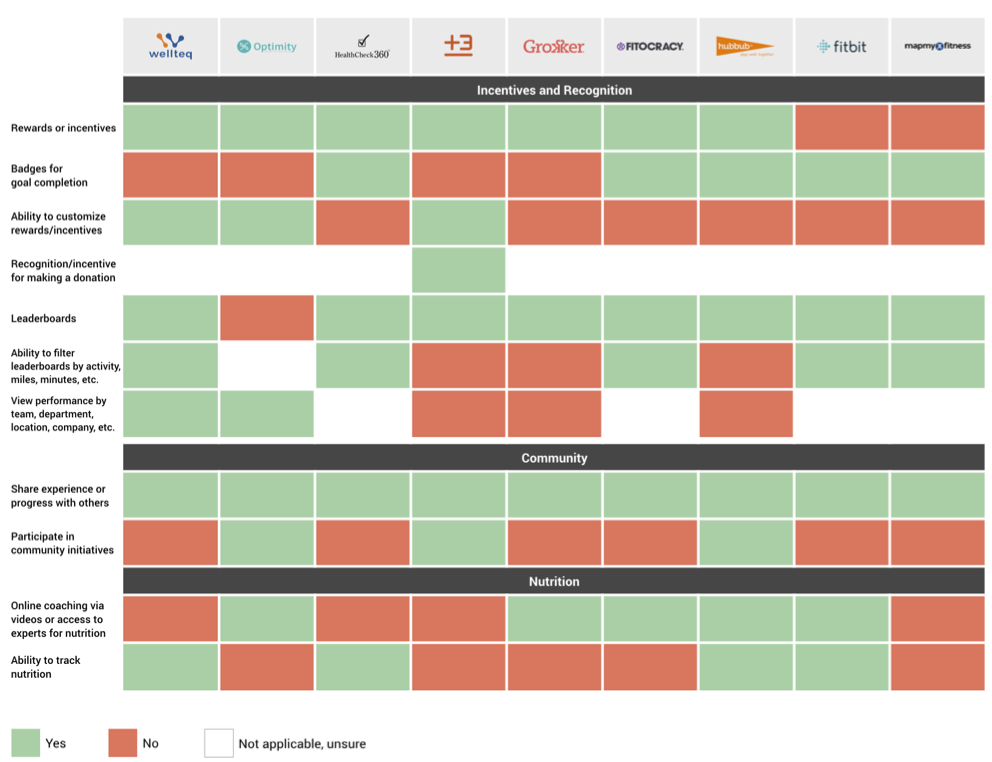 wellteq
Optimity
HealthCheck360°
+3
Grokker
FITOCRACY.
hubbub
fitbit
mapmyfitness
Incentives and Recognition
Rewards or incentives
Badges for
goal completion
Ability to customize
rewards/incentives
Recognition/incentive
for making a donation
Leaderboards
Ability to filter
leaderboards by activity,
miles, minutes, etc.
View performance by
team, department,
location, company, etc.
Community
Share experience or
progress with others
Participate in
community initiatives
Nutrition
Online coaching via
videos or access to
experts for nutrition
Ability to track
nutrition
Yes
No
Not applicable, unsure